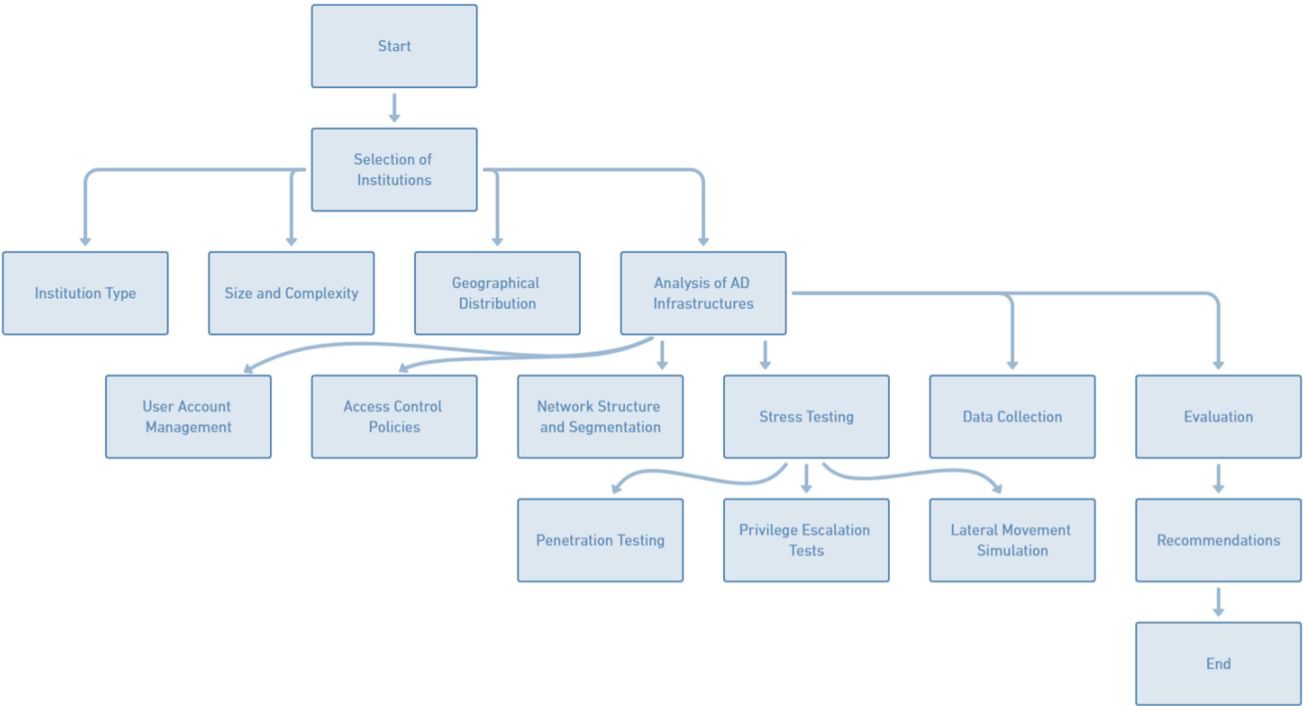 Start
Selection of
Institutions
Institution Type
Size and Complexity
Geographical
Distribution
Analysis of AD
Infrastructures
User Account
Management
Access Control
Policies
Network Structure
and Segmentation
Stress Testing
Data Collection
Evaluation
Penetration Testing
Privilege Escalation
Tests
Lateral Movement
Simulation
Recommendations
End